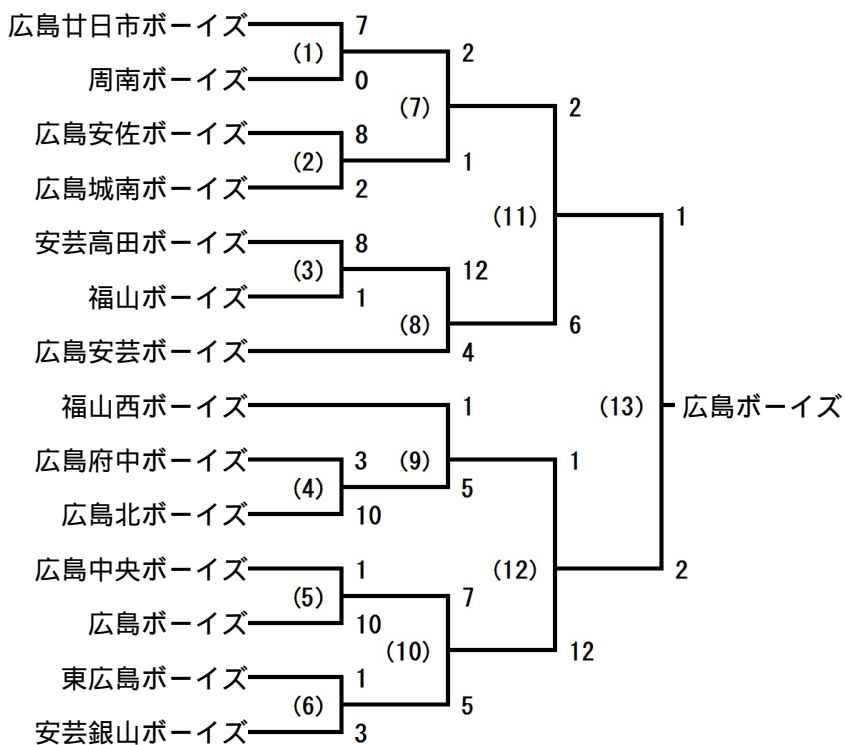 広島廿日市ボーイズ 7
(1) 2
周南ボーイズ 0
(7) 2
広島安佐ボーイズ 8
(2) 1
広島城南ボーイズ 2
(11) 1
安芸高田ボーイズ 8
(3) 12
福山ボーイズ 1
(8) 6
広島安芸ボーイズ 4
福山西ボーイズ 1
(13) 広島ボーイズ
広島府中ボーイズ 3 (9) 1
(4) 5
広島北ボーイズ 10
広島中央ボーイズ 1 (12) 2
(5) 7
広島ボーイズ 10
(10) 12
東広島ボーイズ 1
(6) 5
安芸銀山ボーイズ 3